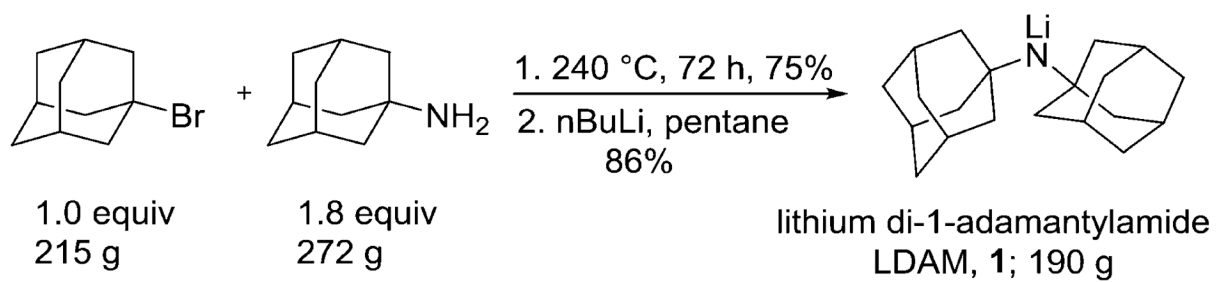 Br
+
NH2
1. 240 °C, 72 h, 75%
2. nBuLi, pentane
86%
Li
N
1.0 equiv
215 g
1.8 equiv
272 g
lithium di-1-adamantylamide
LDAM, 1; 190 g